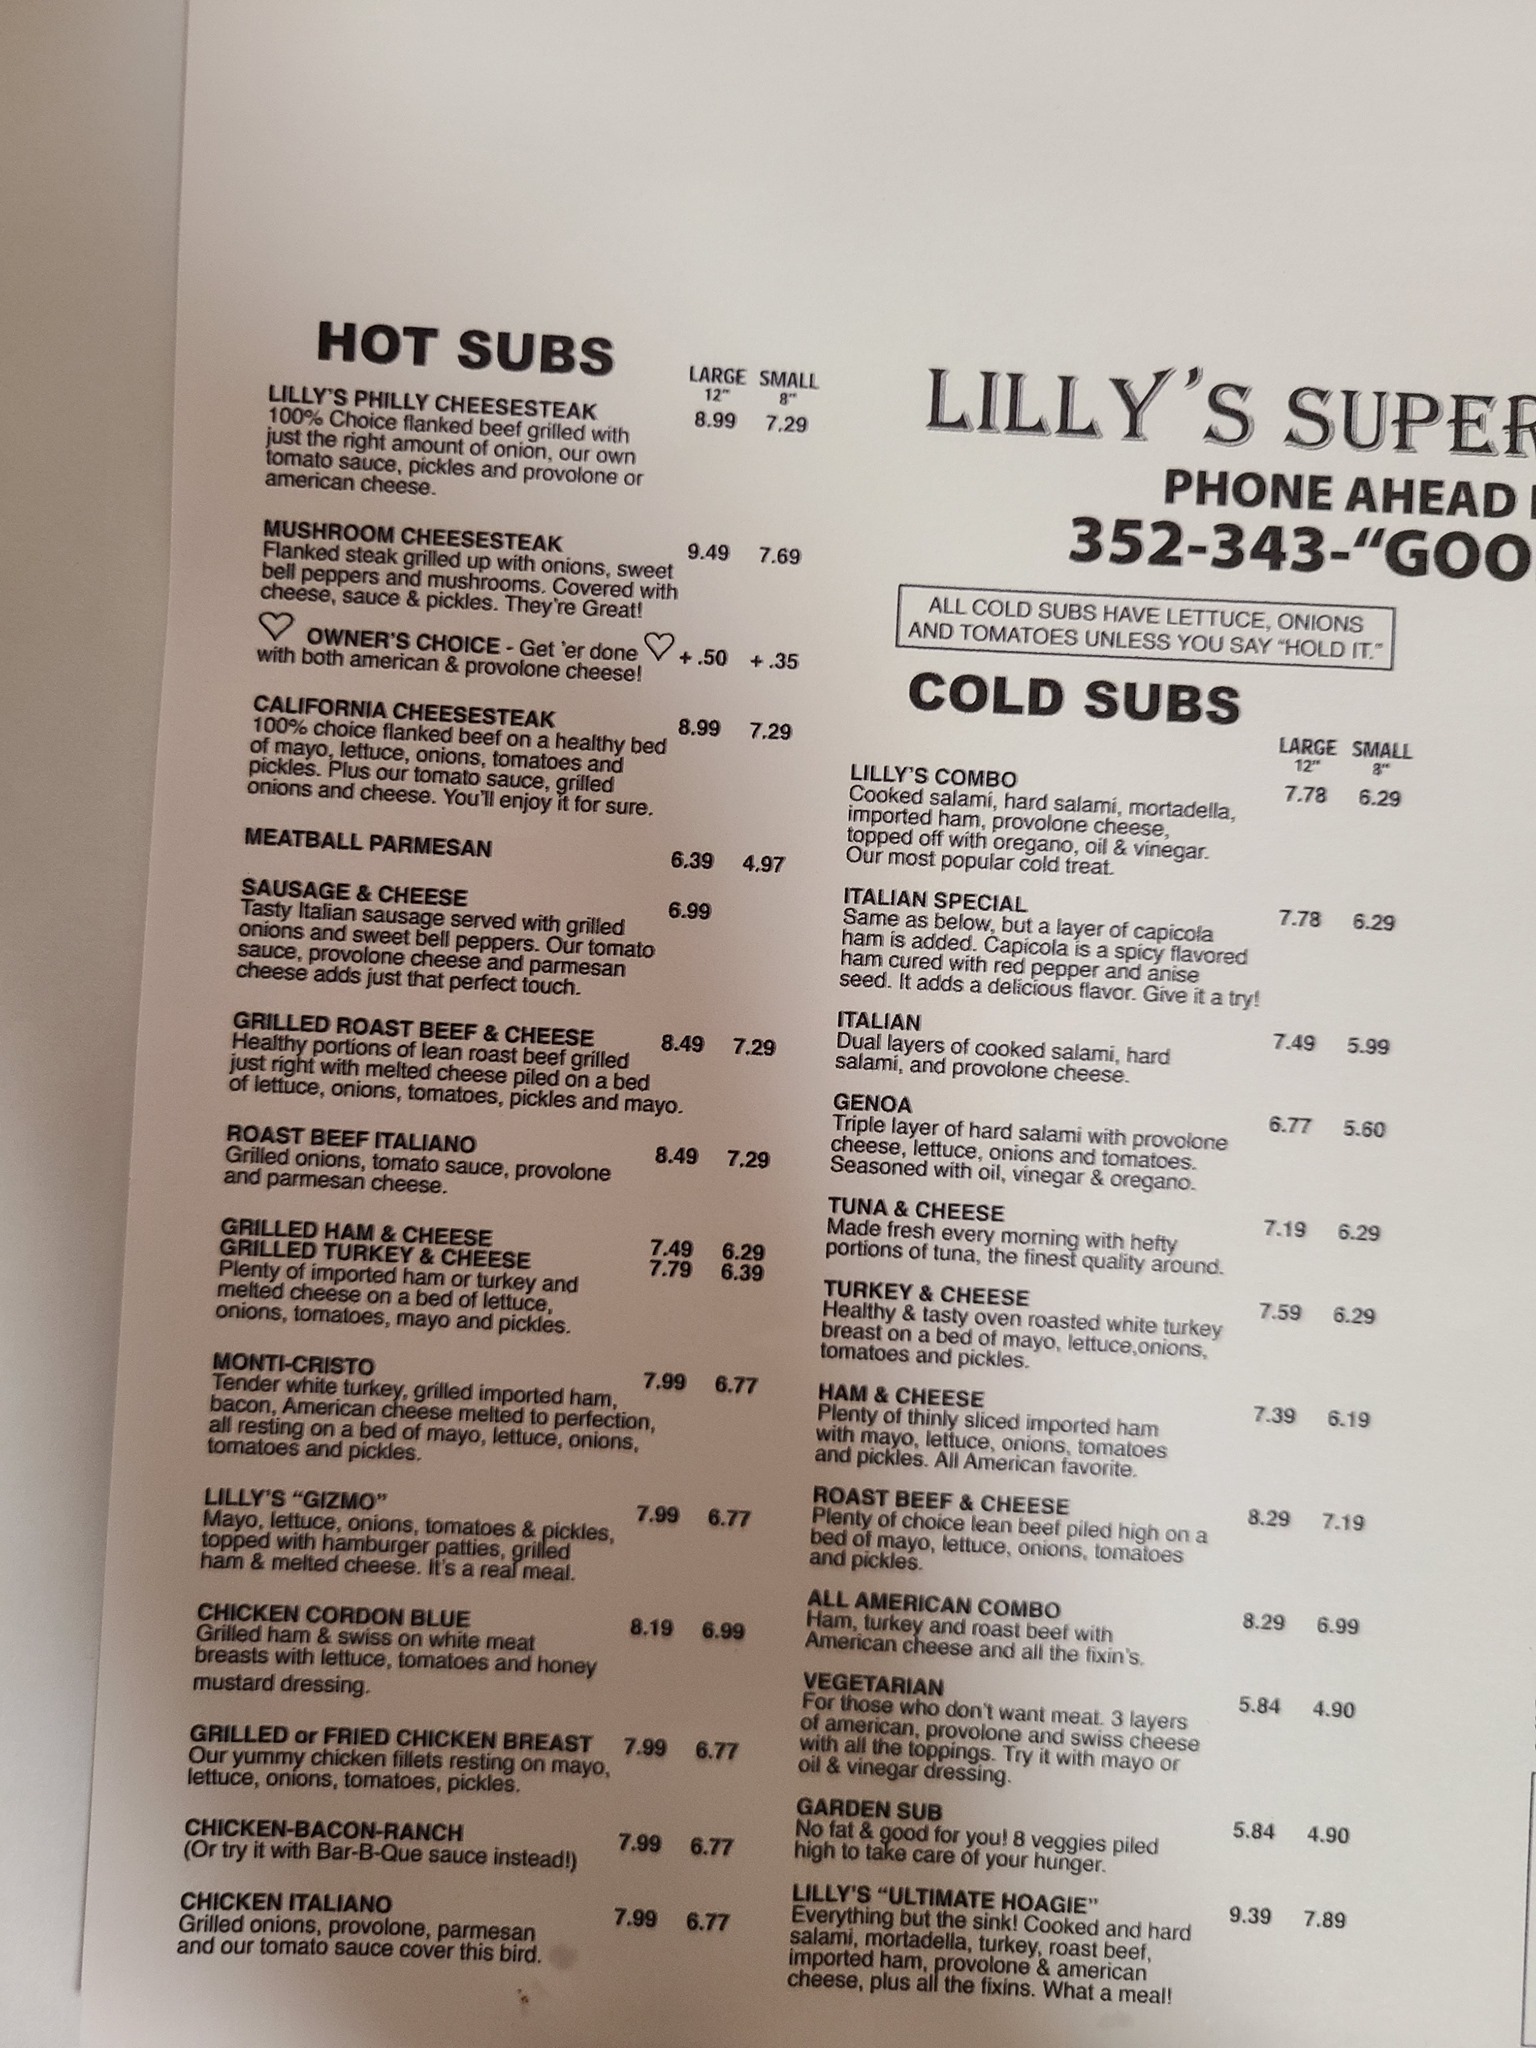 HOT SUBS
LARGE SMALL
12" 8"
LILLY'S PHILLY CHEESESTEAK 8.99 7.29
100% Choice flanked beef grilled with
just the right amount of onion, our own
tomato sauce, pickles and provolone or
american cheese.
MUSHROOM CHEESESTEAK 9.49 7.69
Flanked steak grilled up with onions, sweet
bell peppers and mushrooms. Covered with
cheese, sauce & pickles. They're Great!
♡ OWNER'S CHOICE - Get 'er done ♡ + .50 + .35
with both american & provolone cheese!
CALIFORNIA CHEESESTEAK 8.99 7.29
100% choice flanked beef on a healthy bed
of mayo, lettuce, onions, tomatoes and
pickles. Plus our tomato sauce, grilled
onions and cheese. You'll enjoy it for sure.
MEATBALL PARMESAN 6.39 4.97
SAUSAGE & CHEESE 6.99
Tasty Italian sausage served with grilled
onions and sweet bell peppers. Our tomato
sauce, provolone cheese and parmesan
cheese adds just that perfect touch.
GRILLED ROAST BEEF & CHEESE 8.49 7.29
Healthy portions of lean roast beef grilled
just right with melted cheese piled on a bed
of lettuce, onions, tomatoes, pickles and mayo.
ROAST BEEF ITALIANO 8.49 7.29
Grilled onions, tomato sauce, provolone
and parmesan cheese.
GRILLED HAM & CHEESE 7.49 6.29
GRILLED TURKEY & CHEESE 7.79 6.39
Plenty of imported ham or turkey and
melted cheese on a bed of lettuce,
onions, tomatoes, mayo and pickles.
MONTI-CRISTO 7.99 6.77
Tender white turkey, grilled imported ham,
bacon, American cheese melted to perfection,
all resting on a bed of mayo, lettuce, onions,
tomatoes and pickles.
LILLY'S "GIZMO" 7.99 6.77
Mayo, lettuce, onions, tomatoes & pickles,
topped with hamburger patties, grilled
ham & melted cheese. It's a real meal.
CHICKEN CORDON BLUE 8.19 6.99
Grilled ham & swiss on white meat
breasts with lettuce, tomatoes and honey
mustard dressing.
GRILLED or FRIED CHICKEN BREAST 7.99 6.77
Our yummy chicken fillets resting on mayo,
lettuce, onions, tomatoes, pickles.
CHICKEN-BACON-RANCH 7.99 6.77
(Or try it with Bar-B-Que sauce instead!)
CHICKEN ITALIANO 7.99 6.77
Grilled onions, provolone, parmesan
and our tomato sauce cover this bird.
LILLY'S SUPER
PHONE AHEAD
352-343-"GOO
ALL COLD SUBS HAVE LETTUCE, ONIONS
AND TOMATOES UNLESS YOU SAY "HOLD IT."
COLD SUBS
LARGE SMALL
12" 8"
LILLY'S COMBO 7.78 6.29
Cooked salami, hard salami, mortadella,
imported ham, provolone cheese,
topped off with oregano, oil & vinegar.
Our most popular cold treat.
ITALIAN SPECIAL 7.78 6.29
Same as below, but a layer of capicola
ham is added. Capicola is a spicy flavored
ham cured with red pepper and anise
seed. It adds a delicious flavor. Give it a try!
ITALIAN 7.49 5.99
Dual layers of cooked salami, hard
salami, and provolone cheese.
GENOA 6.77 5.60
Triple layer of hard salami with provolone
cheese, lettuce, onions and tomatoes.
Seasoned with oil, vinegar & oregano.
TUNA & CHEESE 7.19 6.29
Made fresh every morning with hefty
portions of tuna, the finest quality around.
TURKEY & CHEESE 7.59 6.29
Healthy & tasty oven roasted white turkey
breast on a bed of mayo, lettuce,onions,
tomatoes and pickles.
HAM & CHEESE 7.39 6.19
Plenty of thinly sliced imported ham
with mayo, lettuce, onions, tomatoes
and pickles. All American favorite.
ROAST BEEF & CHEESE 8.29 7.19
Plenty of choice lean beef piled high on a
bed of mayo, lettuce, onions, tomatoes
and pickles.
ALL AMERICAN COMBO 8.29 6.99
Ham, turkey and roast beef with
American cheese and all the fixin's.
VEGETARIAN 5.84 4.90
For those who don't want meat. 3 layers
of american, provolone and swiss cheese
with all the toppings. Try it with mayo or
oil & vinegar dressing.
GARDEN SUB 5.84 4.90
No fat & good for you! 8 veggies piled
high to take care of your hunger.
LILLY'S "ULTIMATE HOAGIE" 9.39 7.89
Everything but the sink! Cooked and hard
salami, mortadella, turkey, roast beef,
imported ham, provolone & american
cheese, plus all the fixins. What a meal!